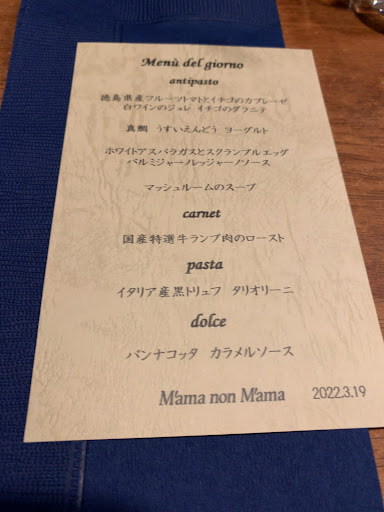 Menù del giorno
antipasto
徳島県産フルーツトマトとイチゴのカプレーゼ
白ワインのジュレ イチゴのグラニテ
真鯛 うすいえんどう ヨーグルト
ホワイトアスパラガスとスクランブルエッグ
パルミジャーノレッジャーノソース
マッシュルームのスープ
carnet
国産特選牛ランプ肉のロースト
pasta
イタリア産黒トリュフ タリオリーニ
dolce
パンナコッタ カラメルソース
M'ama non M'ama 2022.3.19